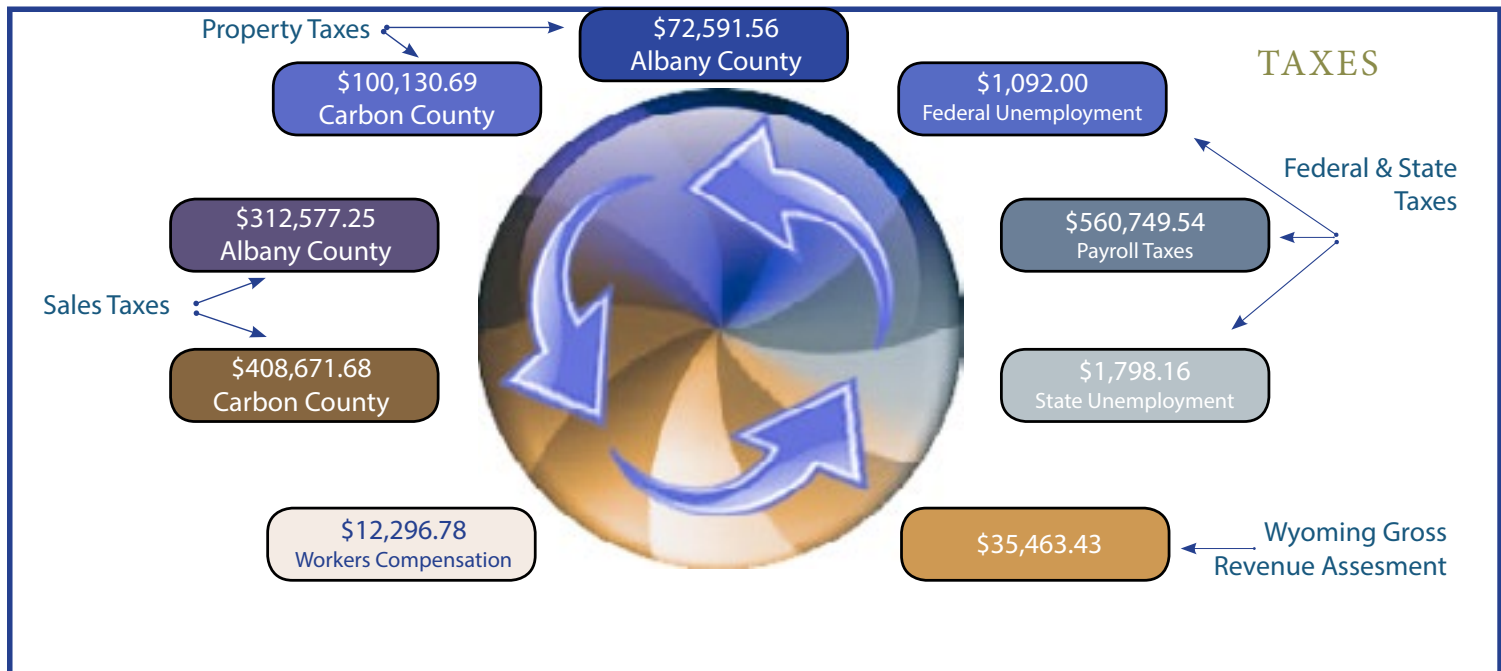 TAXES
Property Taxes
$72,591.56
Albany County
$100,130.69
Carbon County
$1,092.00
Federal Unemployment
Federal & State
Taxes
$560,749.54
Payroll Taxes
$1,798.16
State Unemployment
$312,577.25
Albany County
Sales Taxes
$408,671.68
Carbon County
$12,296.78
Workers Compensation
$35,463.43
Wyoming Gross
Revenue Assesment